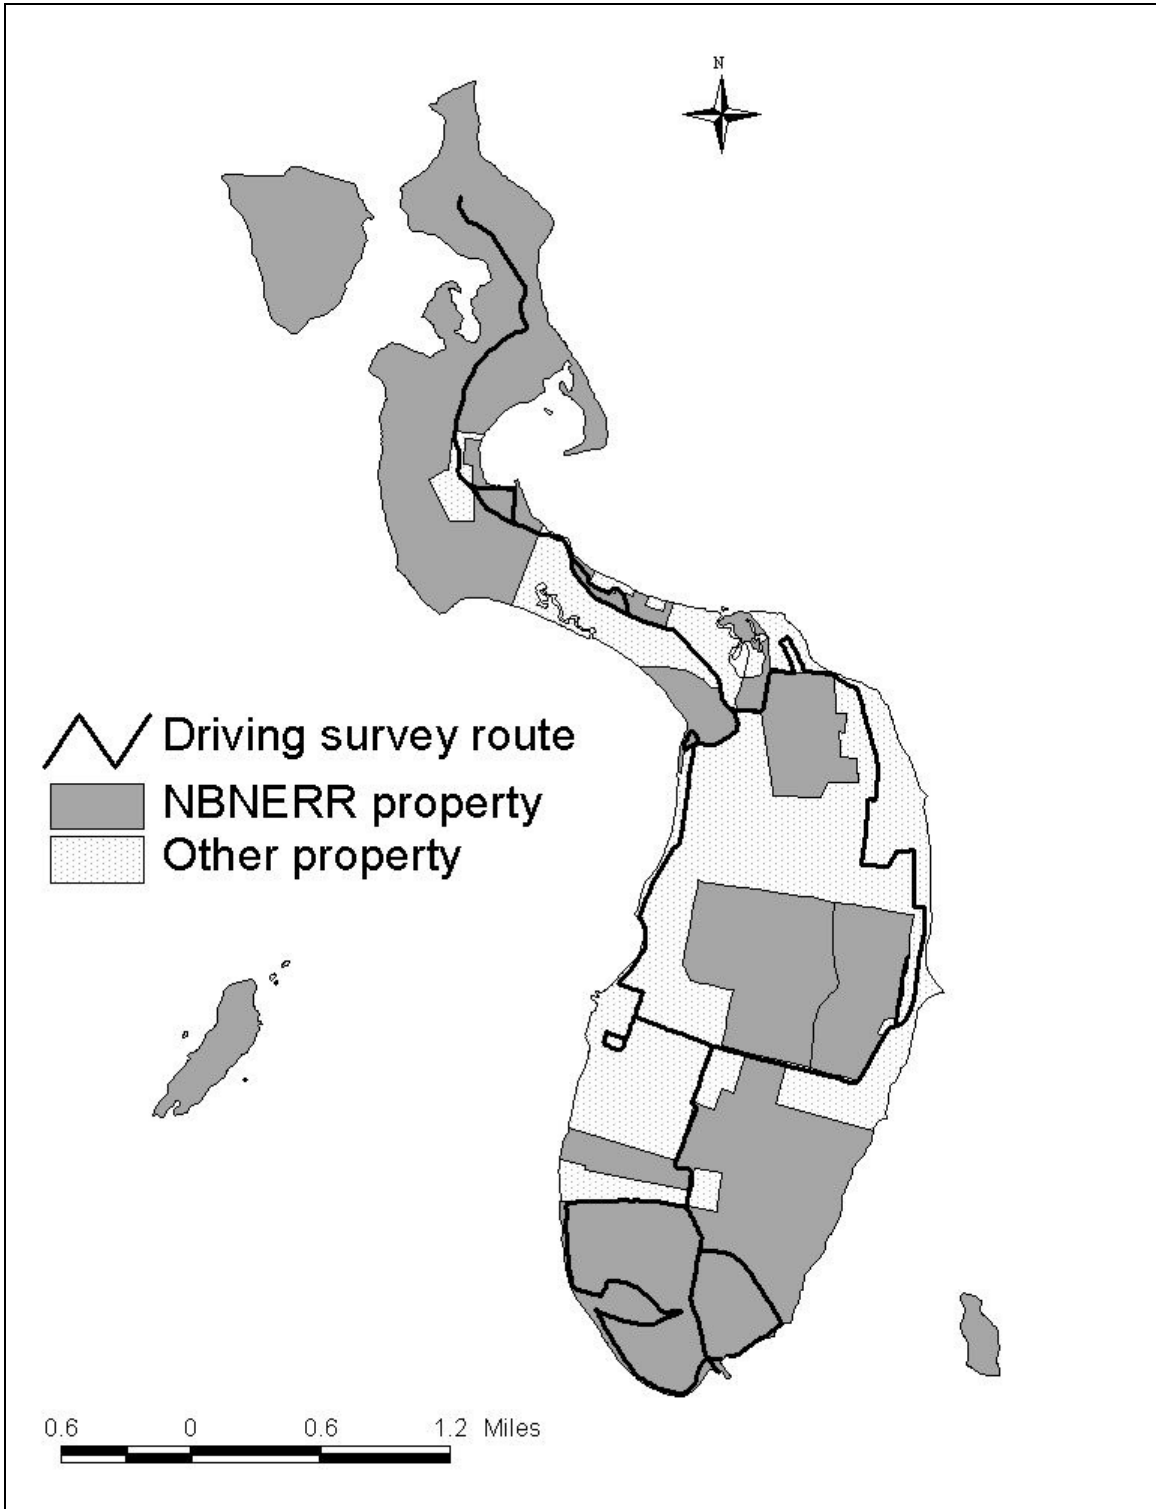 N
Driving survey route
NBNERR property
Other property
0.6 0 0.6 1.2 Miles